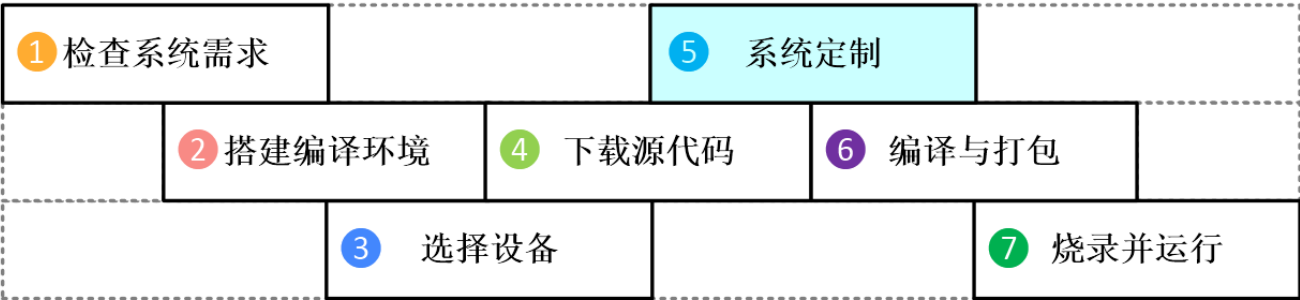 1 检查系统需求
5 系统定制
2 搭建编译环境
4 下载源代码
6 编译与打包
3 选择设备
7 烧录并运行